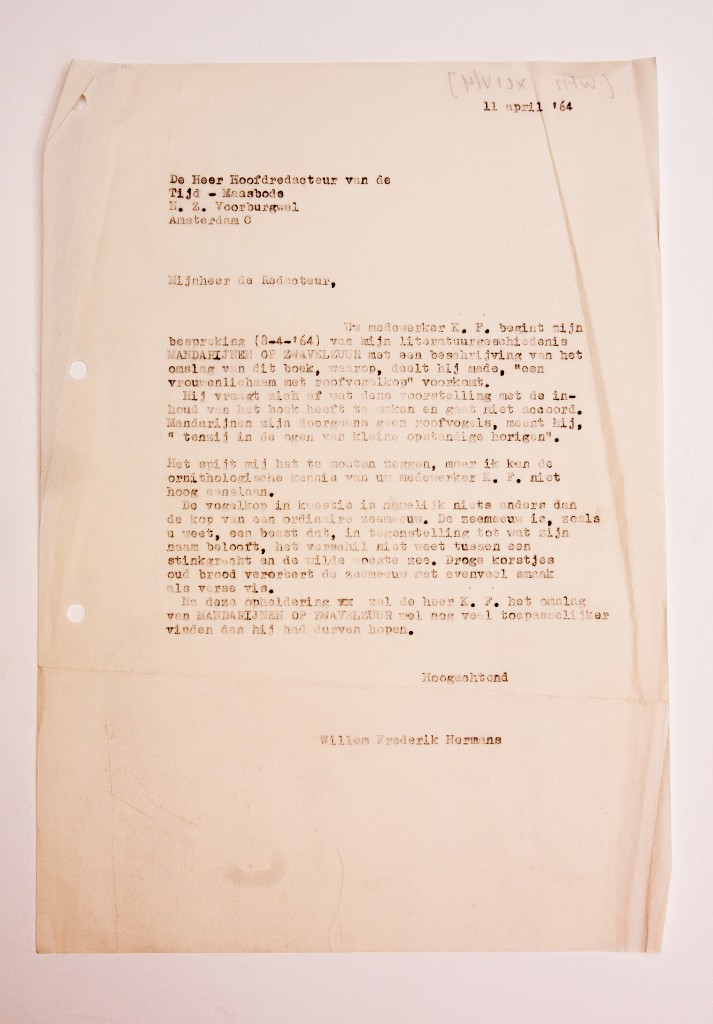 11 april '64
De Heer Hoofdredacteur van de
Tijd - Maasbode
N. Z. Voorburgwal
Amsterdam C
Mijnheer de Redacteur,
Uw medewerker K. F. begint mijn
bespreking (8-4-'64) van mijn literatuurgeschiedenis
MANDARIJNEN OP ZWAVELZUUR met een beschrijving van het
omslag van dit boek, waarop, deelt hij mede, "een
vrouwenlichaam met roofvogelkop" voorkomt.
Hij vraagt zich af wat deze voorstelling met de in-
houd van het boek heeft te maken en gaat niet accoord.
Mandarijnen zijn doorgaans geen roofvogels, meent hij,
" tenzij in de ogen van kleine opstandige horigen".
Het spijt mij het te moeten zeggen, maar ik kan de
ornithologische kennis van uw medewerker K. F. niet
hoog aanslaan.
De vogelkop in kwestie is namelijk niets anders dan
de kop van een ordinaire zeemeeuw. De zeemeeuw is, zoals
u weet, een beest dat, in tegenstelling tot wat zijn
naam belooft, het verschil niet weet tussen een
stinkgracht en de wilde woeste zee. Droge korstjes
oud brood verorbert de zeemeeuw met evenveel smaak
als verse vis.
Na deze opheldering xx zal de heer K. F. het omslag
van MANDARIJNEN OP ZWAVELZUUR wel nog veel toepasselijker
vinden dan hij had durven hopen.
Hoogachtend
Willem Frederik Hermans